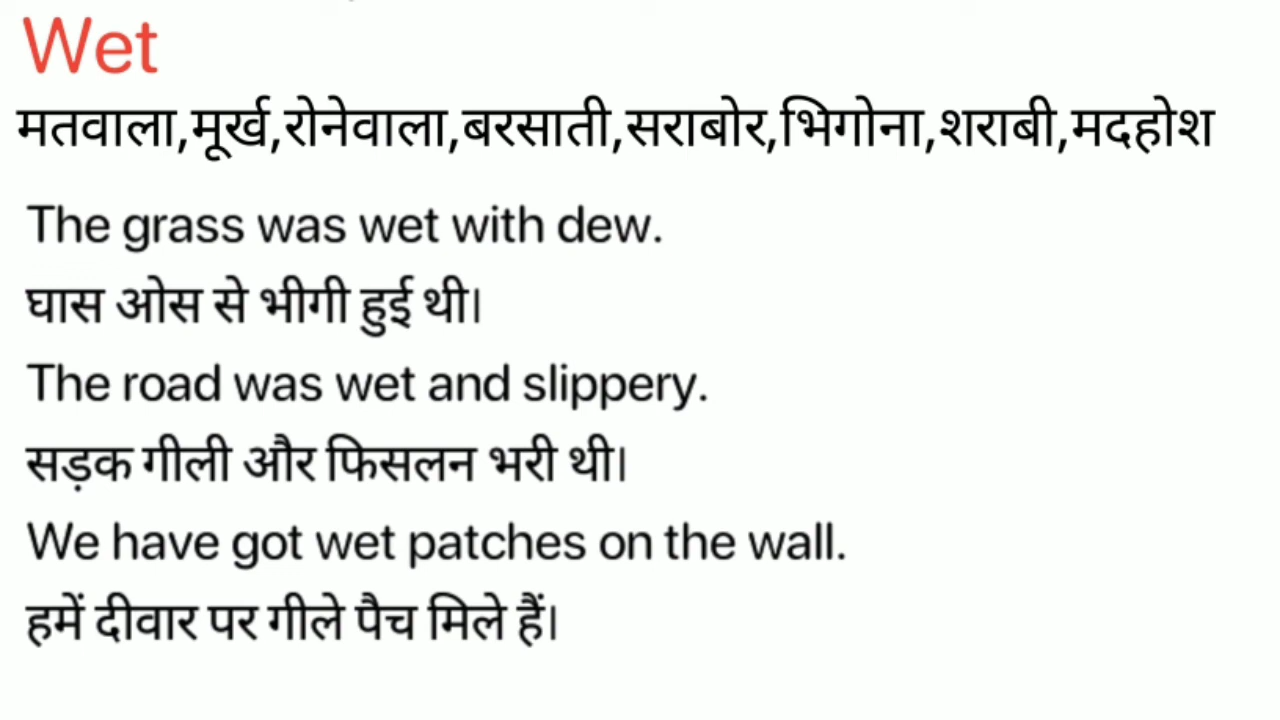 Wet
मतवाला,मूर्ख,रोनेवाला,बरसाती,सराबोर,भिगोना,शराबी,मदहोश
The grass was wet with dew.
घास ओस से भीगी हुई थी।
The road was wet and slippery.
सड़क गीली और फिसलन भरी थी।
We have got wet patches on the wall.
हमें दीवार पर गीले पैच मिले हैं।